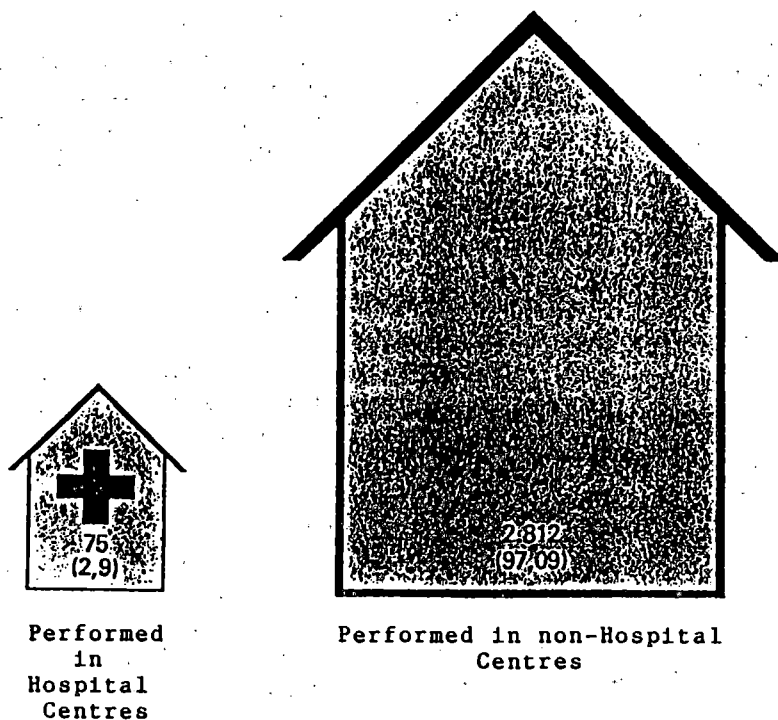 75
(2,9)
2.812
(97,09)
Performed
in
Hospital
Centres
Performed in non-Hospital
Centres